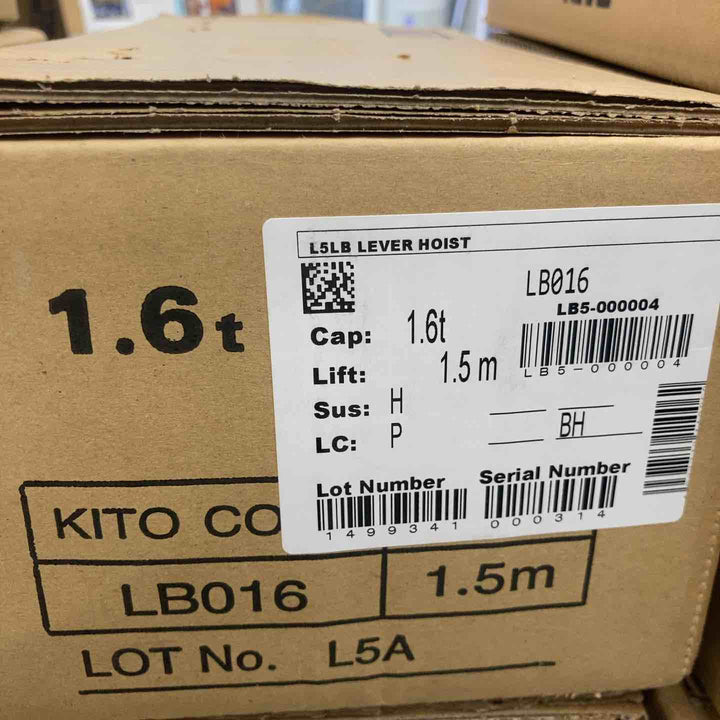 1.6t
L5LB LEVER HOIST
LB016
LB5-000004
Cap: 1.6t
LB5-000004
Lift: 1.5 m
Sus: H
LC: P BH
Lot Number Serial Number
1499341 000314
KITO CO
LB016 1.5m
LOT No. L5A